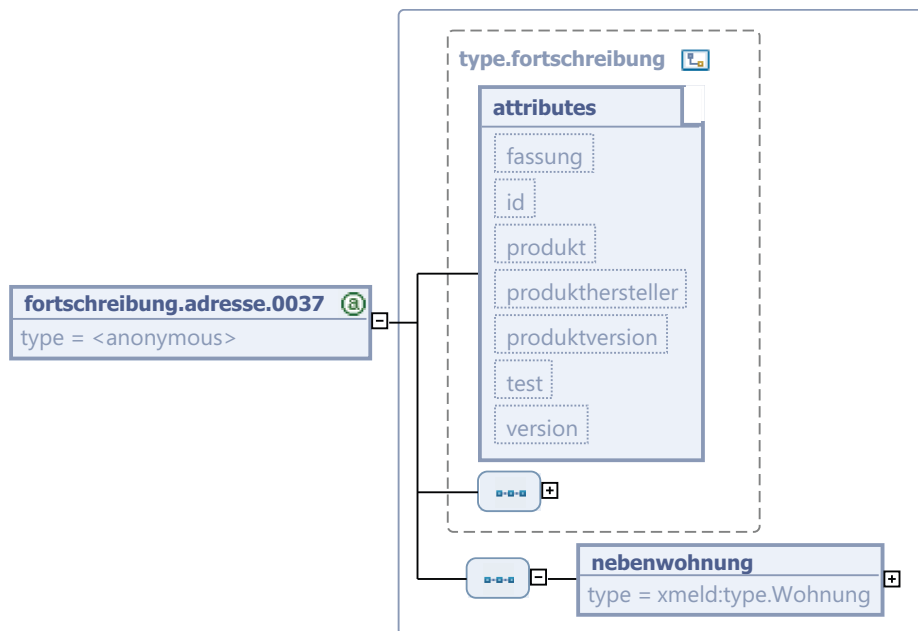 type.fortschreibung
attributes
fassung
id
produkt
produkthersteller
produktversion
test
version
fortschreibung.adresse.0037 @
type = <anonymous>
nebenwohnung
type = xmeld:type.Wohnung